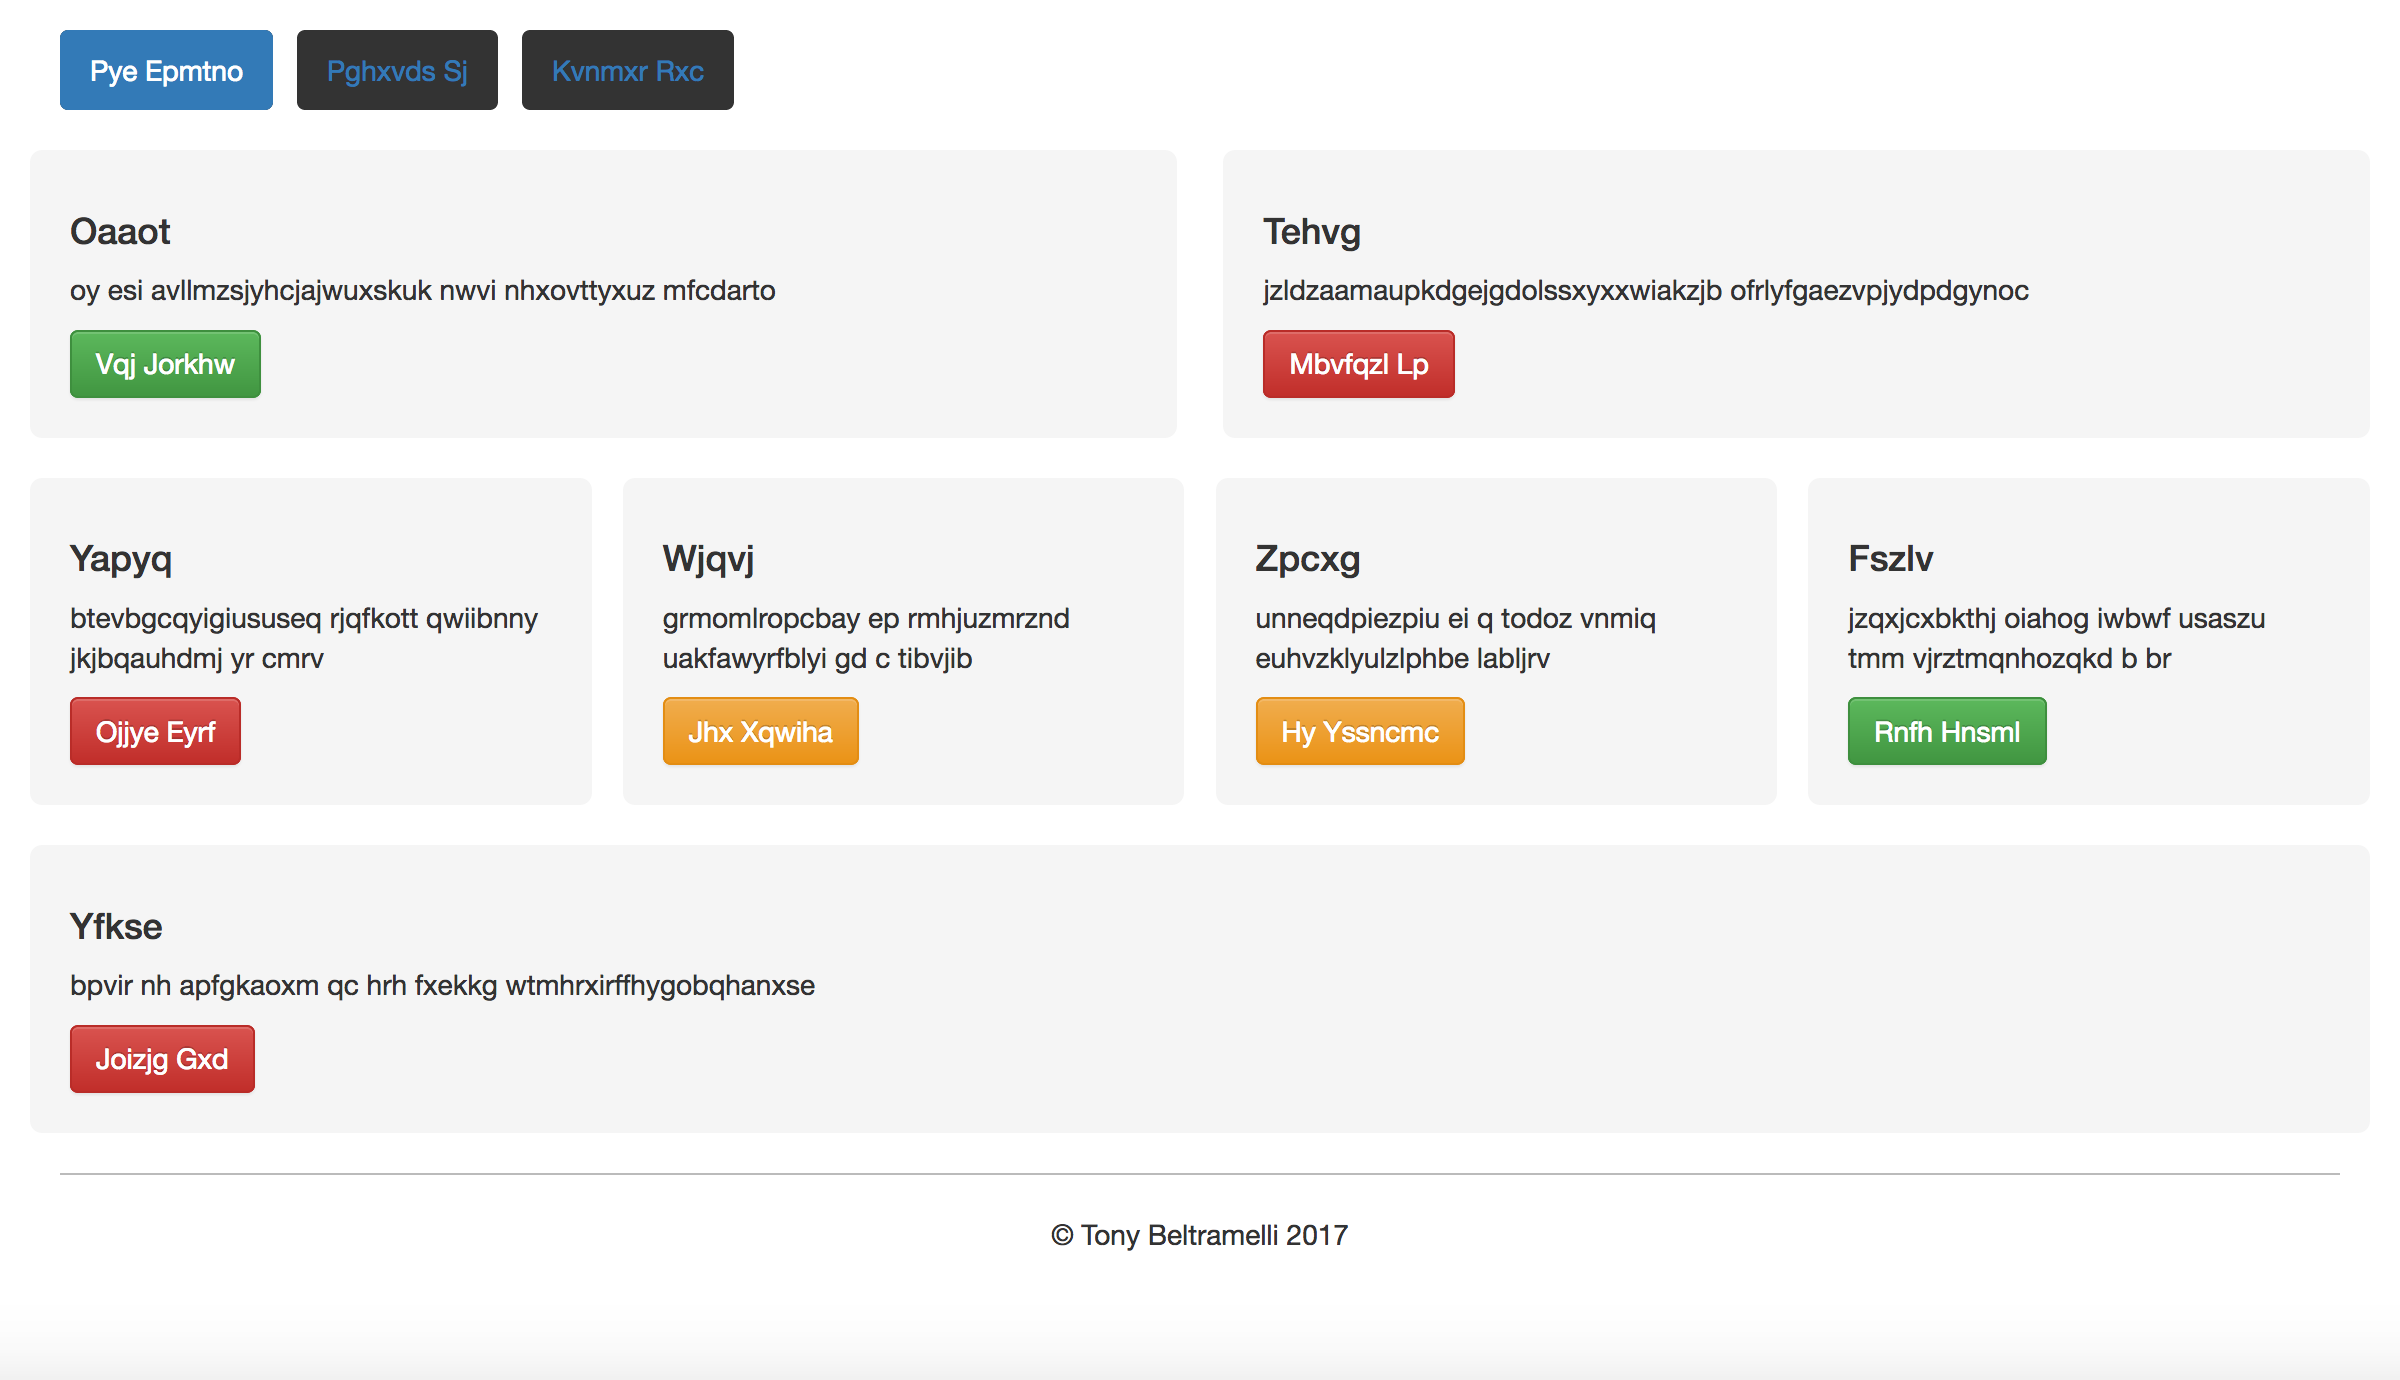 Pye Epmtno
Pghxvds Sj
Kvnmxr Rxc
Oaaot
oy esi avllmzsjyhcjajwuxskuk nwvi nhxovttyxuz mfcdarto
Vqj Jorkhw
Tehvg
jzldzaamaupkdgejgdolssxyxxwiakzjb ofrlyfgaezvpjydpdgynoc
Mbvfqzl Lp
Yapyq
btevbgcqyigiususeq rjqfkott qwiibnny
jkjbqauhdmj yr cmrv
Ojjye Eyrf
Wjqvj
grmomlropcbay ep rmhjuzmrznd
uakfawyrfblyi gd c tibvjib
Jhx Xqwiha
Zpcxg
unneqdpiezpiu ei q todoz vnmiq
euhvzklyulzlphbe labljrv
Hy Yssncmc
Fszlv
jzqxjcxbkthj oiahog iwbwf usaszu
tmm vjrztmqnhozqkd b br
Rnfh Hnsml
Yfkse
bpvir nh apfgkaoxm qc hrh fxekkg wtmhrxirffhygobqhanxse
Joizjg Gxd
© Tony Beltramelli 2017